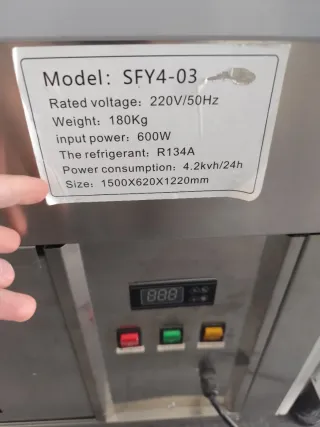 Model: SFY4-03
Rated voltage: 220V/50Hz
Weight: 180Kg
input power: 600W
The refrigerant: R134A
Power consumption: 4.2kvh/24h
Size: 1500X620X1220mm
888